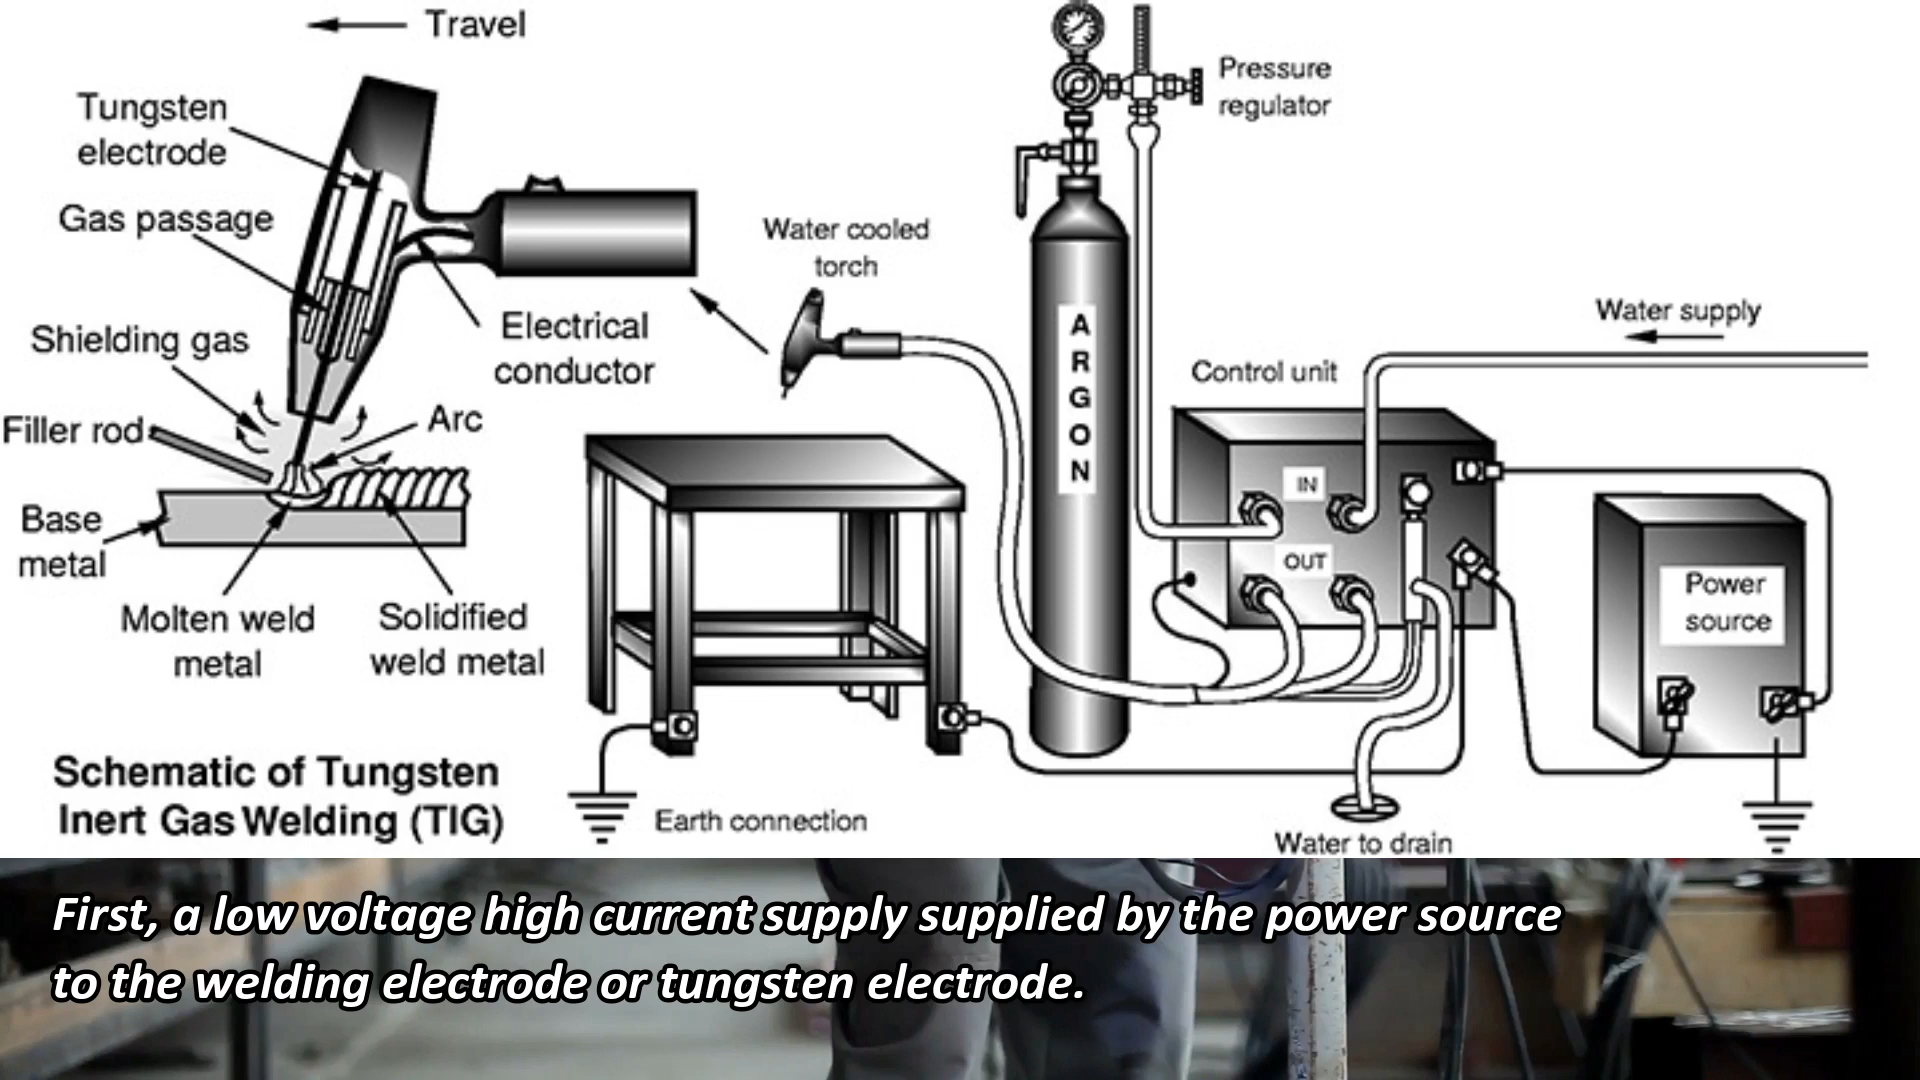 Travel
Tungsten
electrode
Gas passage
Shielding gas
Filler rod
Base
metal
Molten weld
metal
Solidified
weld metal
Arc
Electrical
conductor
Water cooled
torch
Pressure
regulator
ARGON
Control unit
Water supply
IN
OUT
Power
source
Earth connection
Water to drain
Schematic of Tungsten
Inert Gas Welding (TIG)
First, a low voltage high current supply supplied by the power source
to the welding electrode or tungsten electrode.